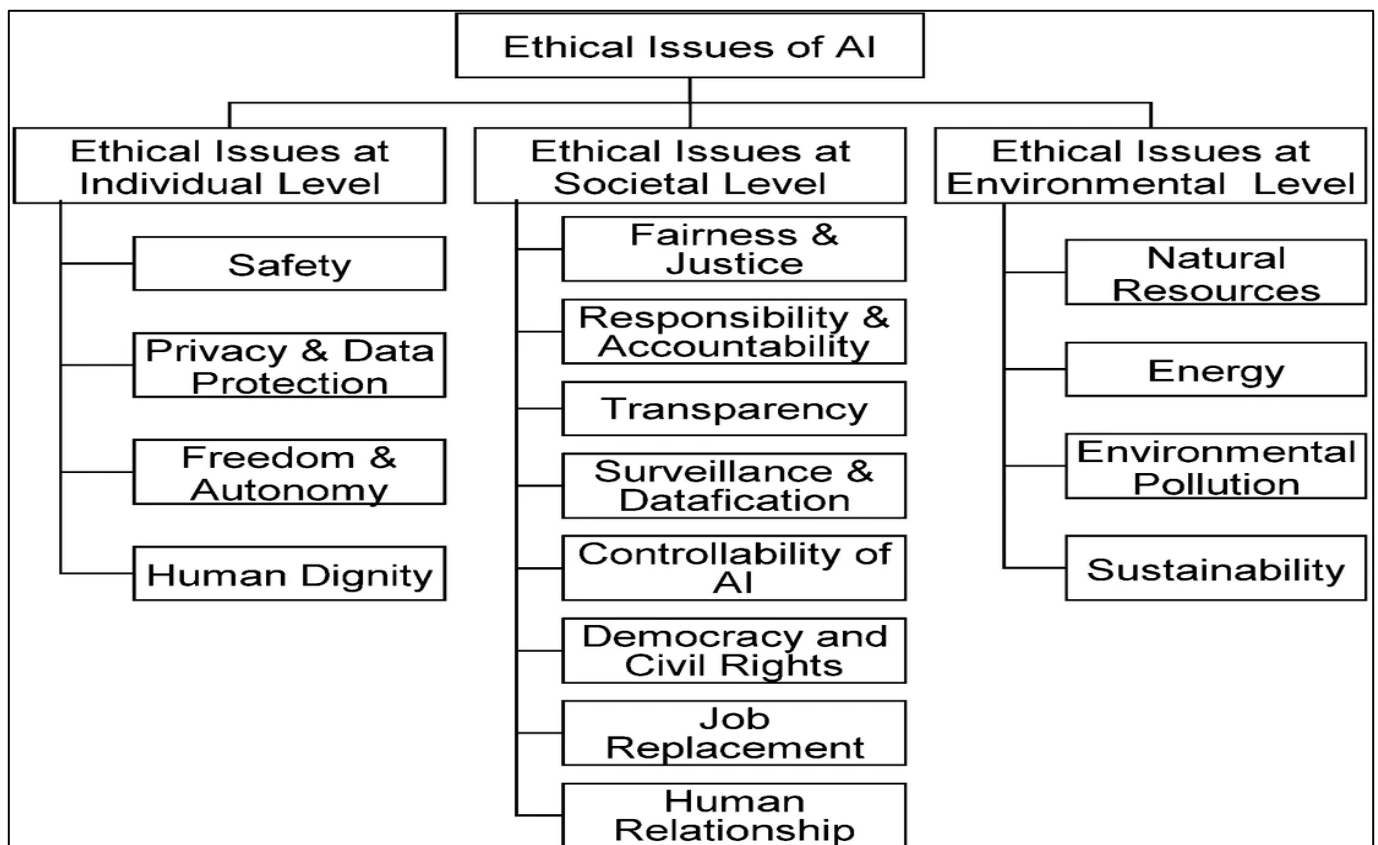 Ethical Issues of AI
Ethical Issues at
Individual Level
Safety
Privacy & Data
Protection
Freedom &
Autonomy
Human Dignity
Ethical Issues at
Societal Level
Fairness &
Justice
Responsibility &
Accountability
Transparency
Surveillance &
Datafication
Controllability of
AI
Democracy and
Civil Rights
Job
Replacement
Human
Relationship
Ethical Issues at
Environmental Level
Natural
Resources
Energy
Environmental
Pollution
Sustainability